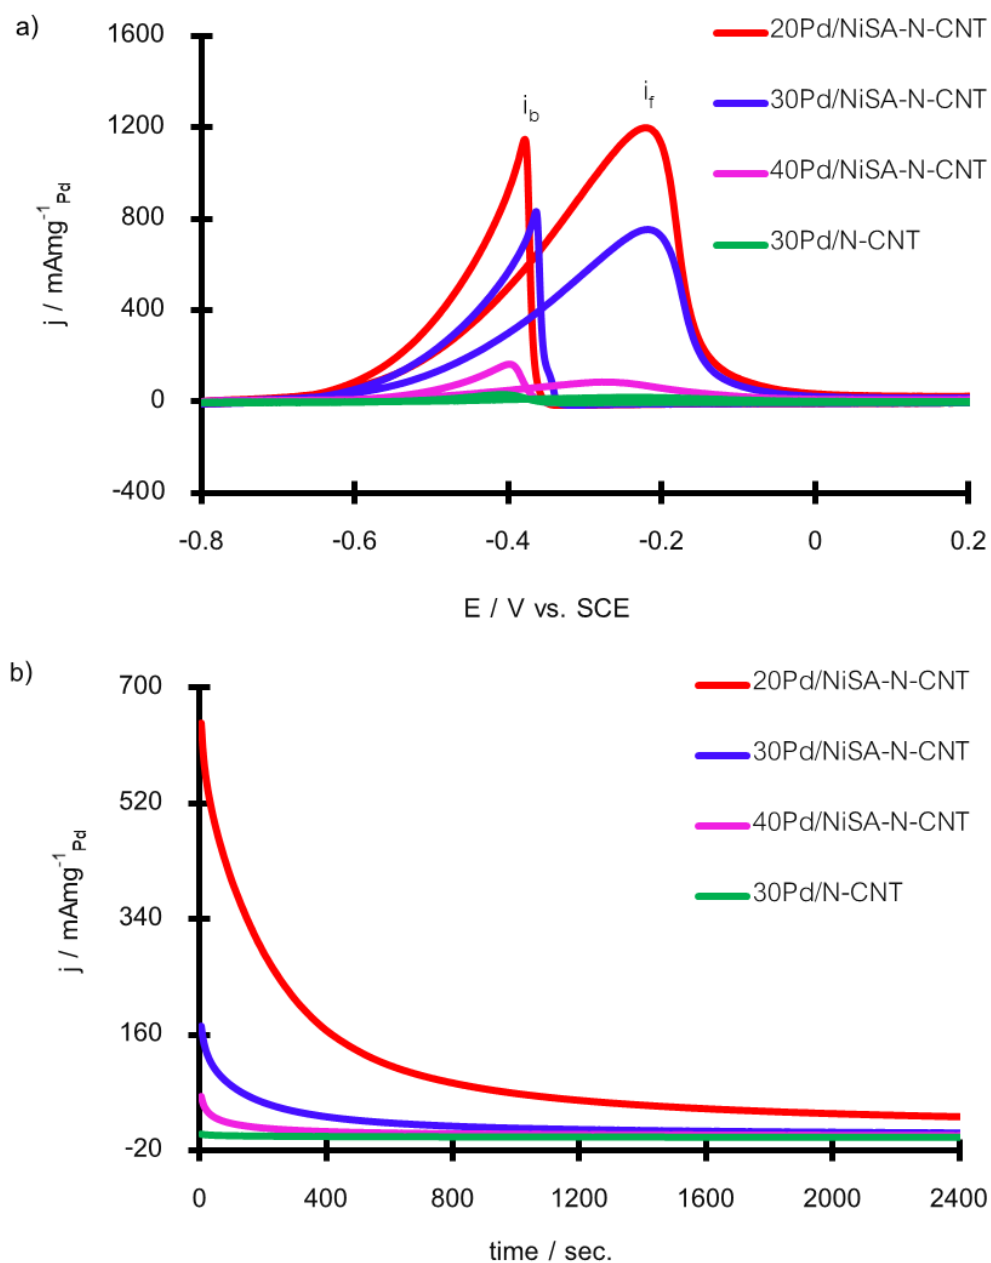 a)
1600
1200
800
400
0
-400
j / mAmg⁻¹Pd
-0.8 -0.6 -0.4 -0.2 0 0.2
E / V vs. SCE
i_b
i_f
20Pd/NiSA-N-CNT
30Pd/NiSA-N-CNT
40Pd/NiSA-N-CNT
30Pd/N-CNT
b)
700
520
340
160
-20
j / mAmg⁻¹Pd
0 400 800 1200 1600 2000 2400
time / sec.
20Pd/NiSA-N-CNT
30Pd/NiSA-N-CNT
40Pd/NiSA-N-CNT
30Pd/N-CNT